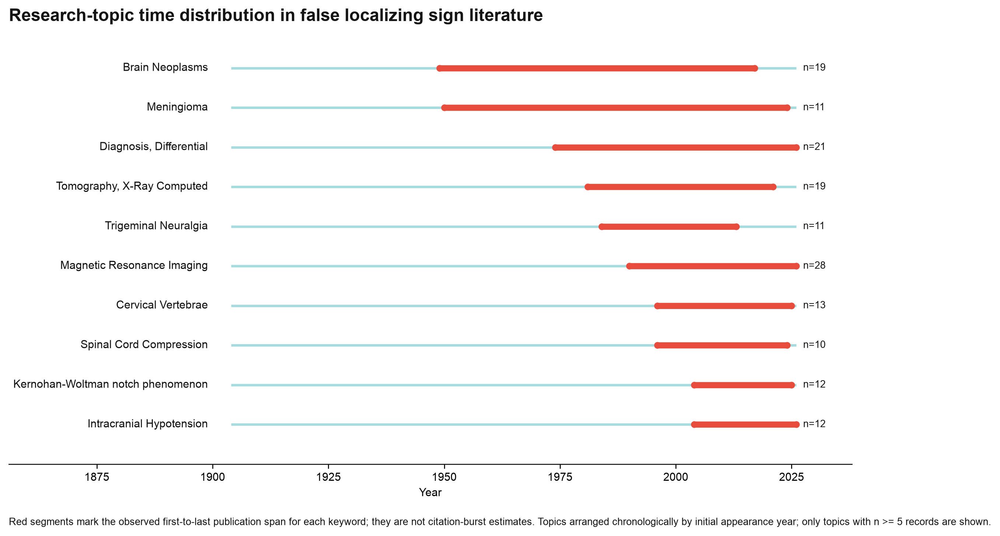 Research-topic time distribution in false localizing sign literature
Brain Neoplasms n=19
Meningioma n=11
Diagnosis, Differential n=21
Tomography, X-Ray Computed n=19
Trigeminal Neuralgia n=11
Magnetic Resonance Imaging n=28
Cervical Vertebrae n=13
Spinal Cord Compression n=10
Kernohan-Woltman notch phenomenon n=12
Intracranial Hypotension n=12
1875 1900 1925 1950 1975 2000 2025
Year
Red segments mark the observed first-to-last publication span for each keyword; they are not citation-burst estimates. Topics arranged chronologically by initial appearance year; only topics with n >= 5 records are shown.